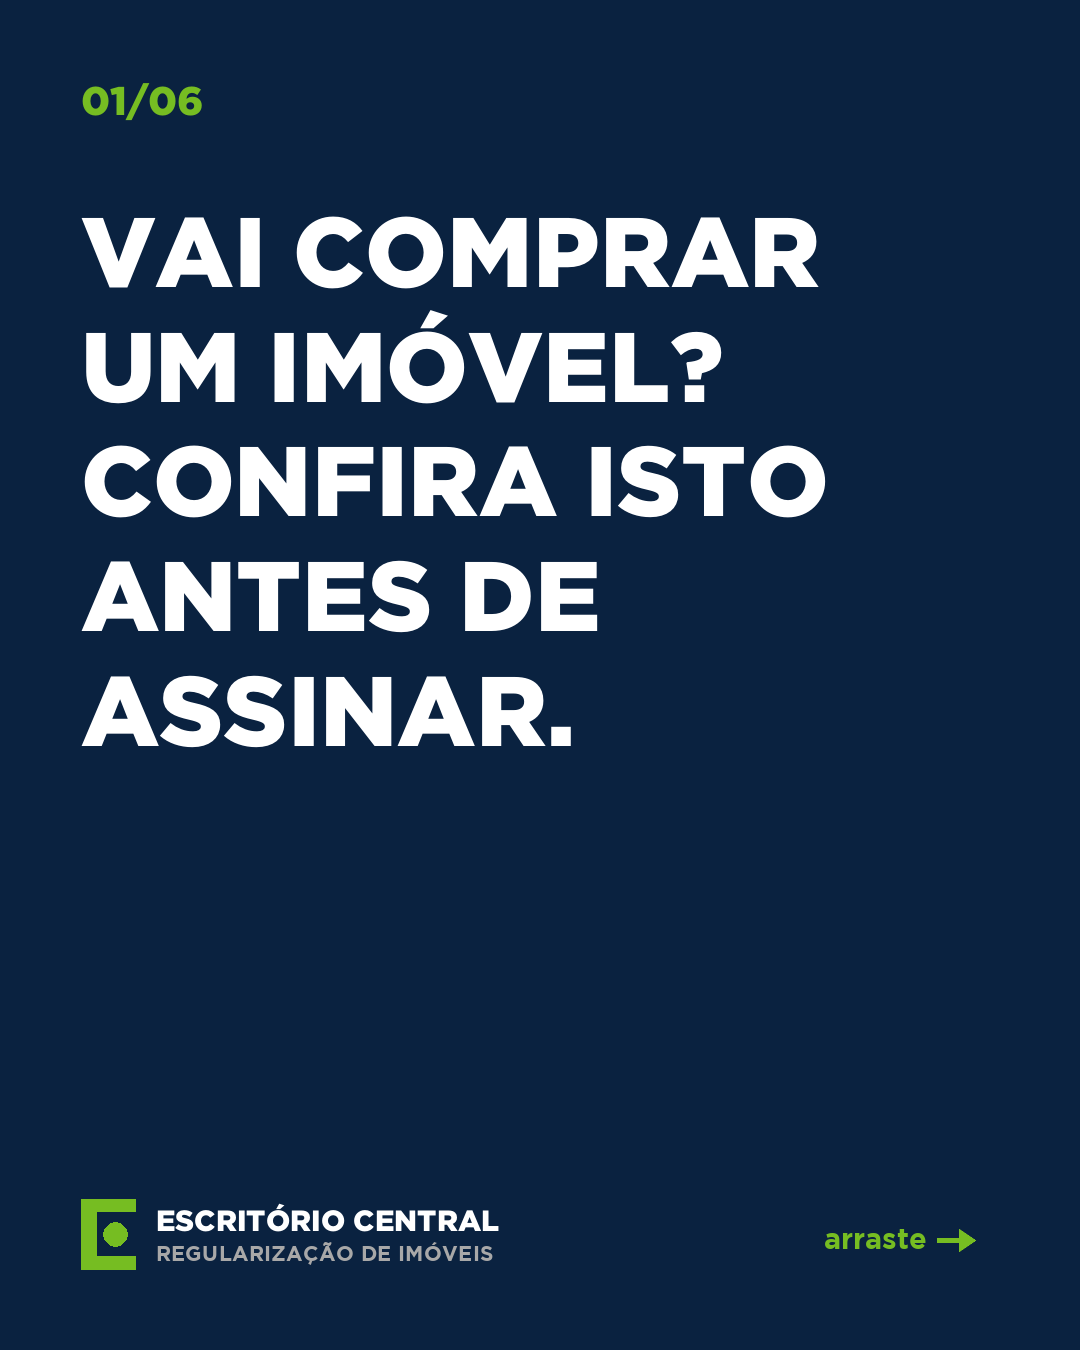 01/06
VAI COMPRAR
UM IMÓVEL?
CONFIRA ISTO
ANTES DE
ASSINAR.
ESCRITÓRIO CENTRAL
REGULARIZAÇÃO DE IMÓVEIS
arraste